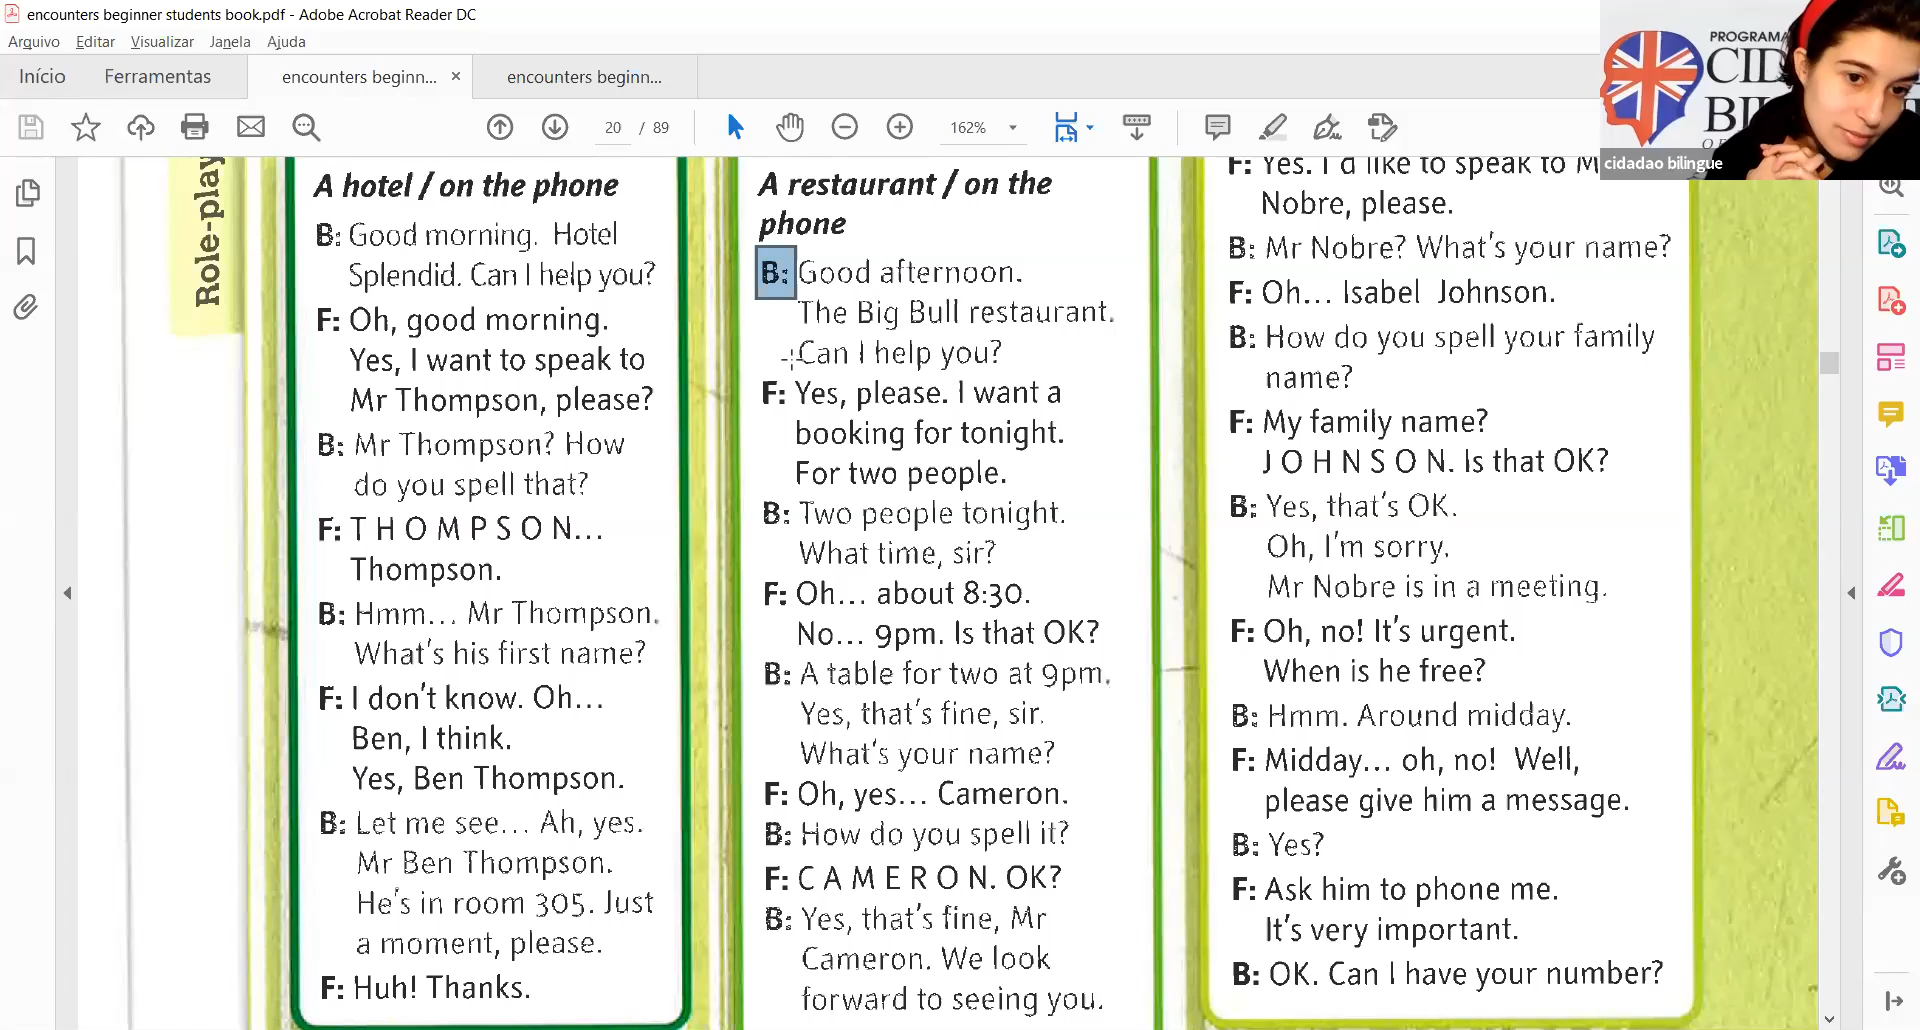 encounters beginner students book.pdf - Adobe Acrobat Reader DC
Arquivo Editar Visualizar Janela Ajuda
Início Ferramentas encounters beginn... × encounters beginn...
20 / 89 162%
PROGRAMA
cidadao bilingue
Role-play
A hotel / on the phone
B: Good morning. Hotel
Splendid. Can I help you?
F: Oh, good morning.
Yes, I want to speak to
Mr Thompson, please?
B: Mr Thompson? How
do you spell that?
F: T H O M P S O N...
Thompson.
B: Hmm... Mr Thompson.
What's his first name?
F: I don't know. Oh...
Ben, I think.
Yes, Ben Thompson.
B: Let me see... Ah, yes.
Mr Ben Thompson.
He's in room 305. Just
a moment, please.
F: Huh! Thanks.
A restaurant / on the
phone
B: Good afternoon.
The Big Bull restaurant.
Can I help you?
F: Yes, please. I want a
booking for tonight.
For two people.
B: Two people tonight.
What time, sir?
F: Oh... about 8:30.
No... 9pm. Is that OK?
B: A table for two at 9pm.
Yes, that's fine, sir.
What's your name?
F: Oh, yes... Cameron.
B: How do you spell it?
F: C A M E R O N. OK?
B: Yes, that's fine, Mr
Cameron. We look
forward to seeing you.
F: Yes. I'd like to speak to M
Nobre, please.
B: Mr Nobre? What's your name?
F: Oh... Isabel Johnson.
B: How do you spell your family
name?
F: My family name?
J O H N S O N. Is that OK?
B: Yes, that's OK.
Oh, I'm sorry.
Mr Nobre is in a meeting.
F: Oh, no! It's urgent.
When is he free?
B: Hmm. Around midday.
F: Midday... oh, no! Well,
please give him a message.
B: Yes?
F: Ask him to phone me.
It's very important.
B: OK. Can I have your number?